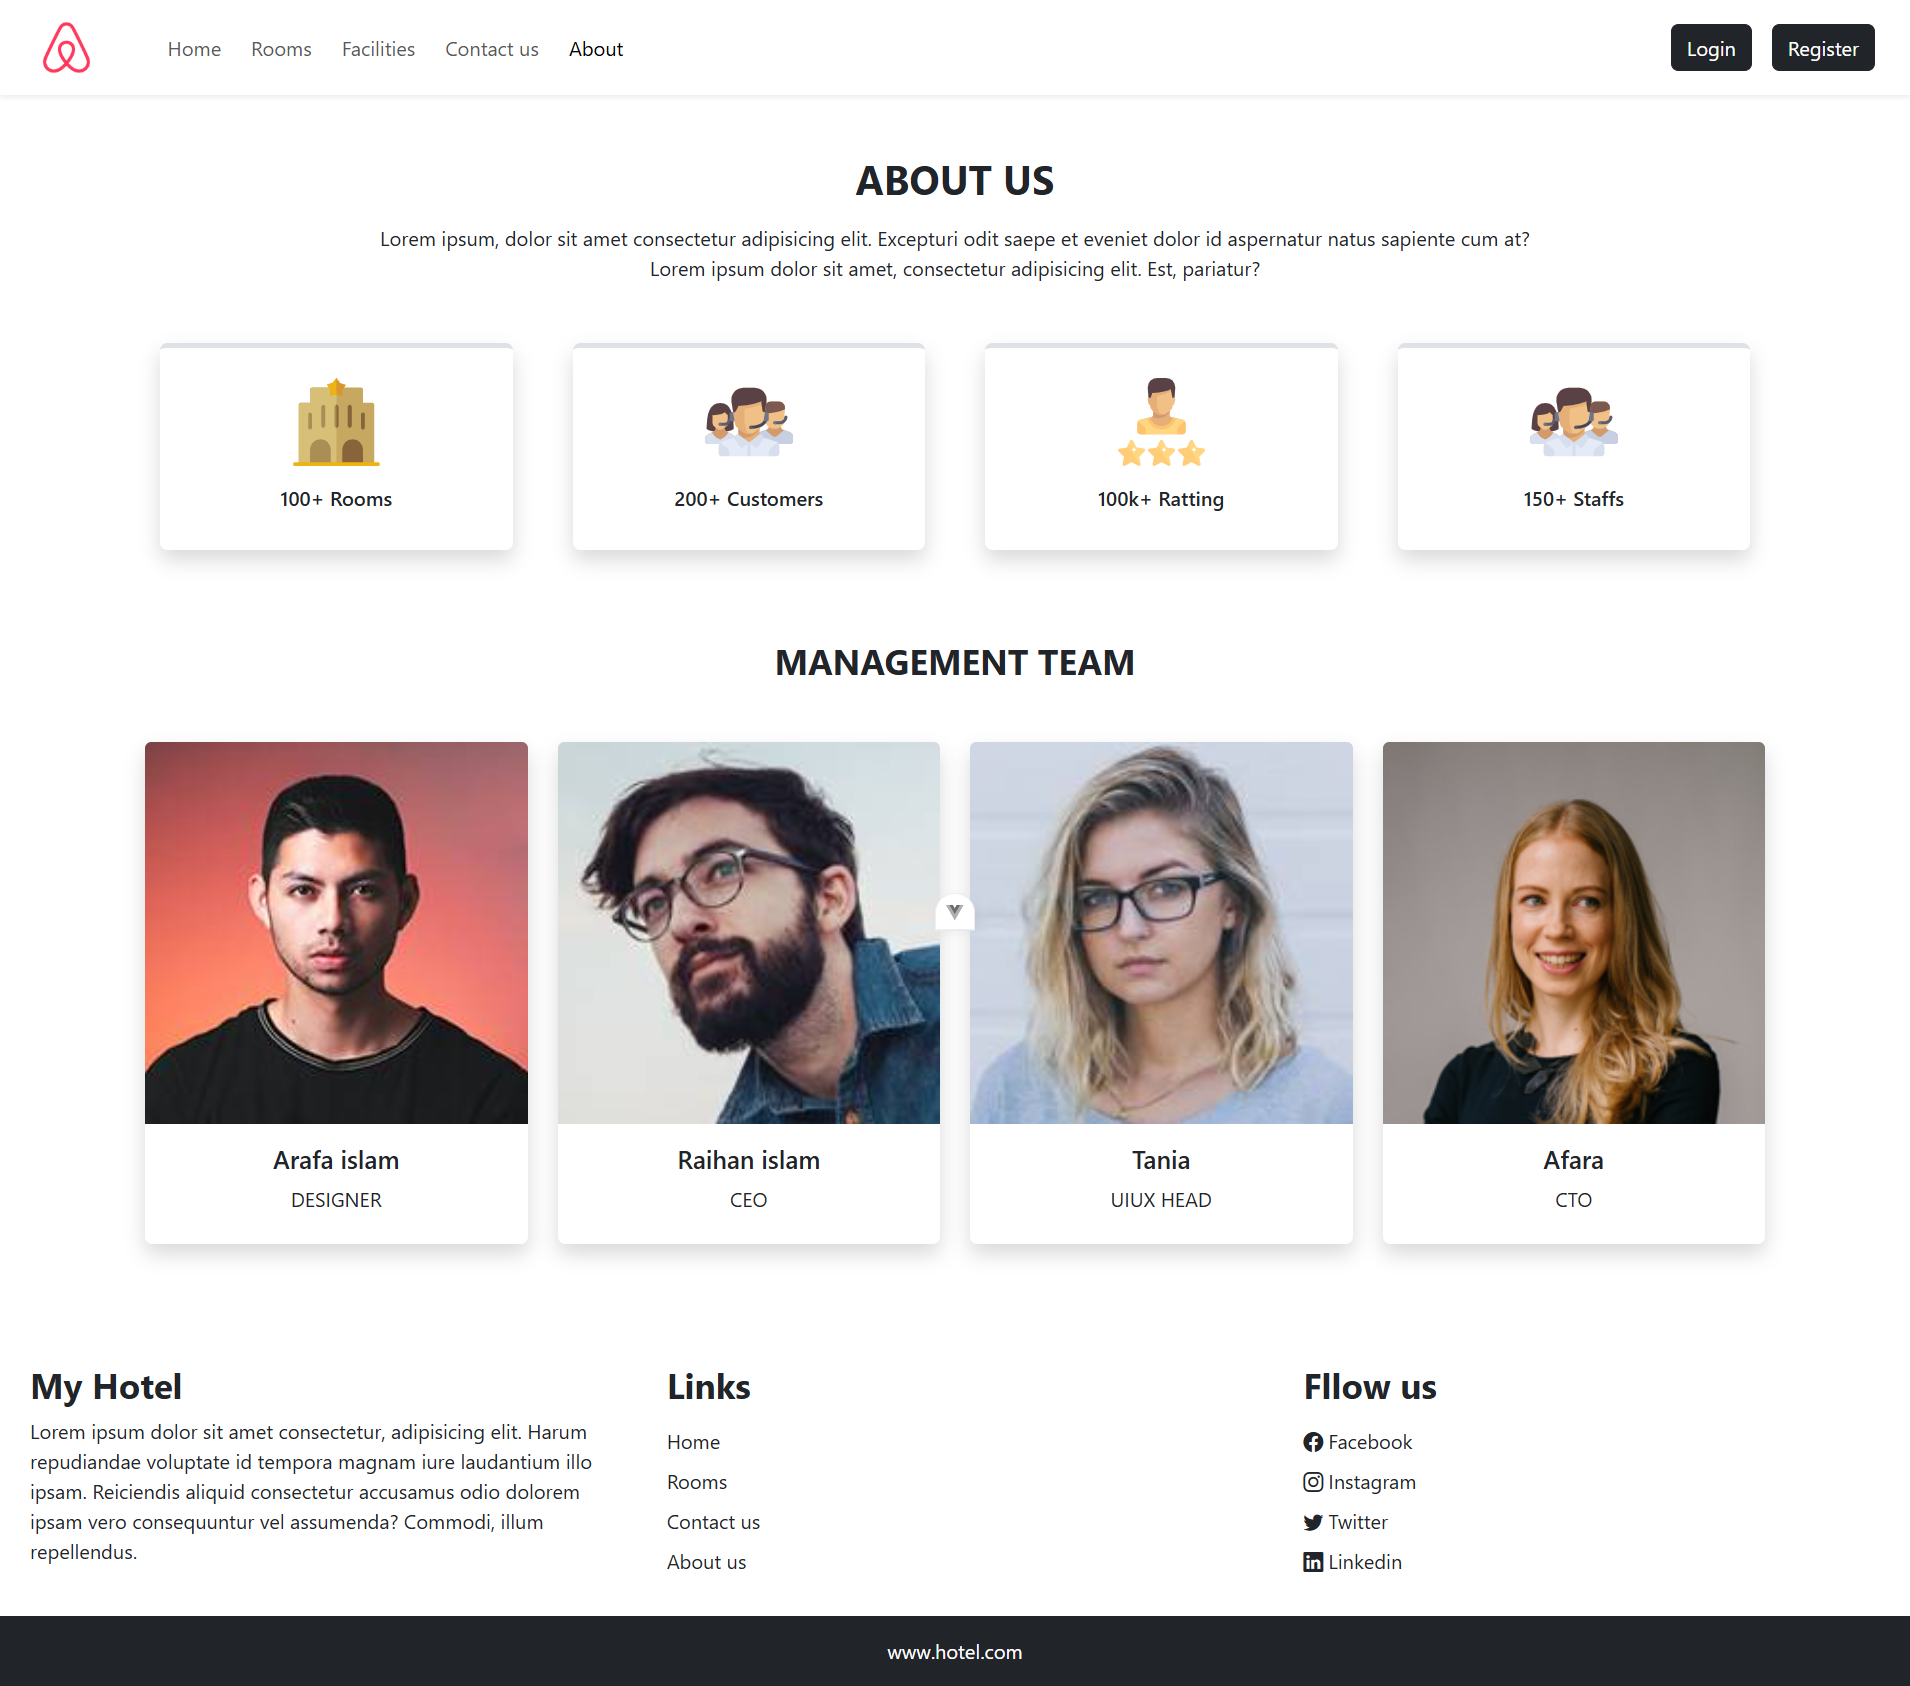 Home Rooms Facilities Contact us About Login Register
ABOUT US
Lorem ipsum, dolor sit amet consectetur adipisicing elit. Excepturi odit saepe et eveniet dolor id aspernatur natus sapiente cum at?
Lorem ipsum dolor sit amet, consectetur adipisicing elit. Est, pariatur?
100+ Rooms
200+ Customers
100k+ Ratting
150+ Staffs
MANAGEMENT TEAM
Arafa islam
DESIGNER
Raihan islam
CEO
Tania
UIUX HEAD
Afara
CTO
My Hotel
Lorem ipsum dolor sit amet consectetur, adipisicing elit. Harum
repudiandae voluptate id tempora magnam iure laudantium illo
ipsam. Reiciendis aliquid consectetur accusamus odio dolorem
ipsam vero consequuntur vel assumenda? Commodi, illum
repellendus.
Links
Home
Rooms
Contact us
About us
Fllow us
Facebook
Instagram
Twitter
Linkedin
www.hotel.com